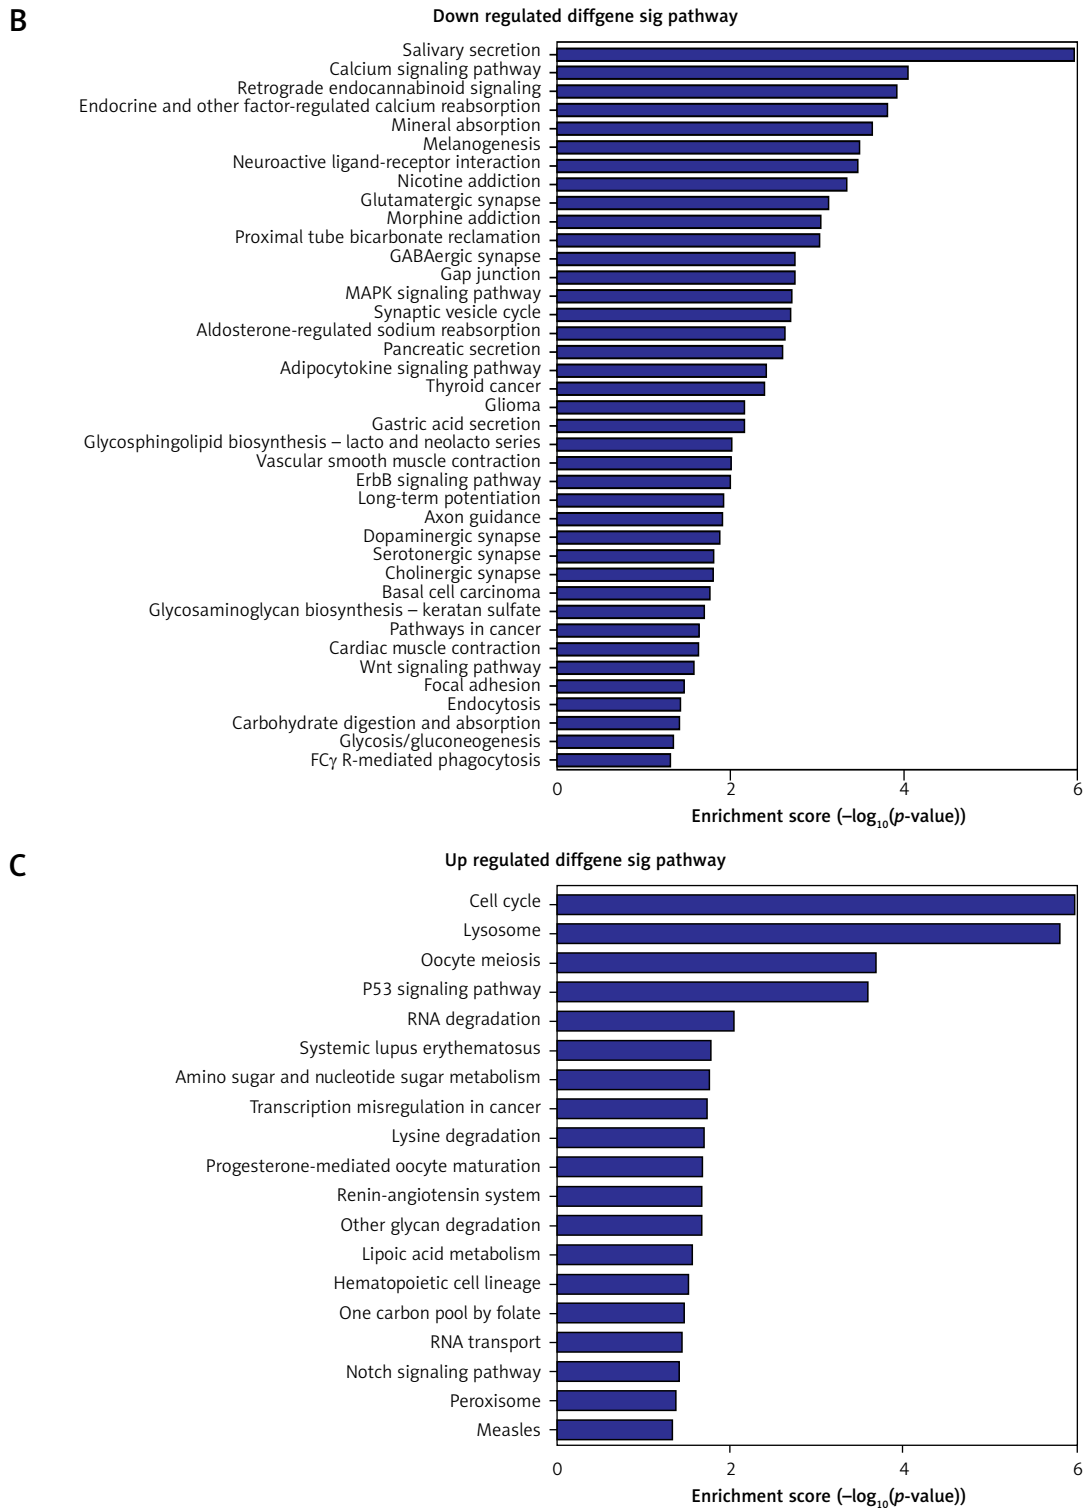 B
Down regulated diffgene sig pathway
Salivary secretion
Calcium signaling pathway
Retrograde endocannabinoid signaling
Endocrine and other factor-regulated calcium reabsorption
Mineral absorption
Melanogenesis
Neuroactive ligand-receptor interaction
Nicotine addiction
Glutamatergic synapse
Morphine addiction
Proximal tube bicarbonate reclamation
GABAergic synapse
Gap junction
MAPK signaling pathway
Synaptic vesicle cycle
Aldosterone-regulated sodium reabsorption
Pancreatic secretion
Adipocytokine signaling pathway
Thyroid cancer
Glioma
Gastric acid secretion
Glycosphingolipid biosynthesis – lacto and neolacto series
Vascular smooth muscle contraction
ErbB signaling pathway
Long-term potentiation
Axon guidance
Dopaminergic synapse
Serotonergic synapse
Cholinergic synapse
Basal cell carcinoma
Glycosaminoglycan biosynthesis – keratan sulfate
Pathways in cancer
Cardiac muscle contraction
Wnt signaling pathway
Focal adhesion
Endocytosis
Carbohydrate digestion and absorption
Glycosis/gluconeogenesis
FCγ R-mediated phagocytosis
0 2 4 6
Enrichment score (–log10(p-value))
C
Up regulated diffgene sig pathway
Cell cycle
Lysosome
Oocyte meiosis
P53 signaling pathway
RNA degradation
Systemic lupus erythematosus
Amino sugar and nucleotide sugar metabolism
Transcription misregulation in cancer
Lysine degradation
Progesterone-mediated oocyte maturation
Renin-angiotensin system
Other glycan degradation
Lipoic acid metabolism
Hematopoietic cell lineage
One carbon pool by folate
RNA transport
Notch signaling pathway
Peroxisome
Measles
0 2 4 6
Enrichment score (–log10(p-value))